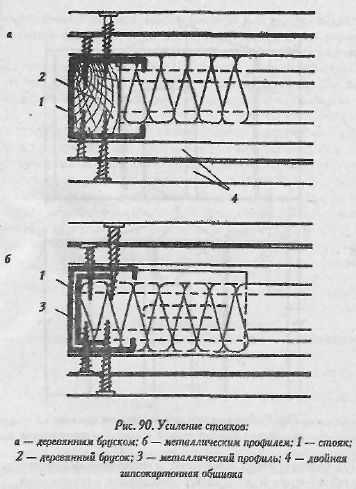 а
2
1
4
б
1
3
Рис. 90. Усиление стояков:
а — деревянным бруском; б — металлическим профилем; 1 — стояк;
2 — деревянный брусок; 3 — металлический профиль; 4 — двойная
гипсокартонная обшивка